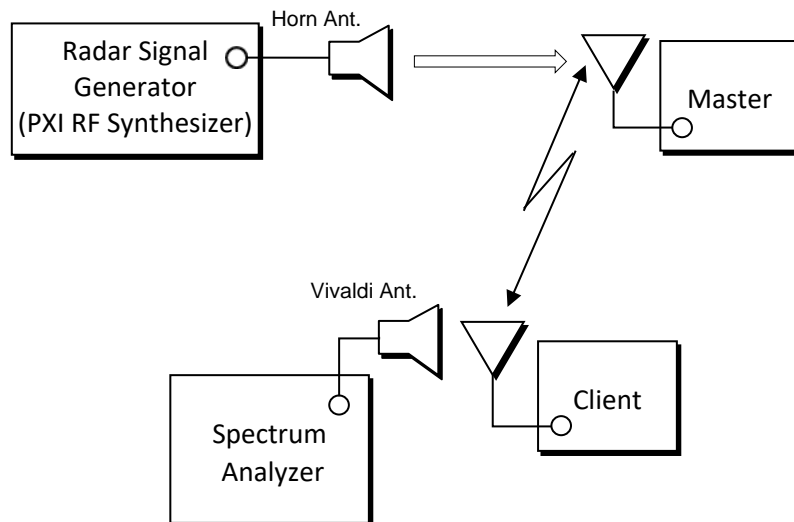 Horn Ant.
Radar Signal
Generator
(PXI RF Synthesizer)
Master
Vivaldi Ant.
Client
Spectrum
Analyzer